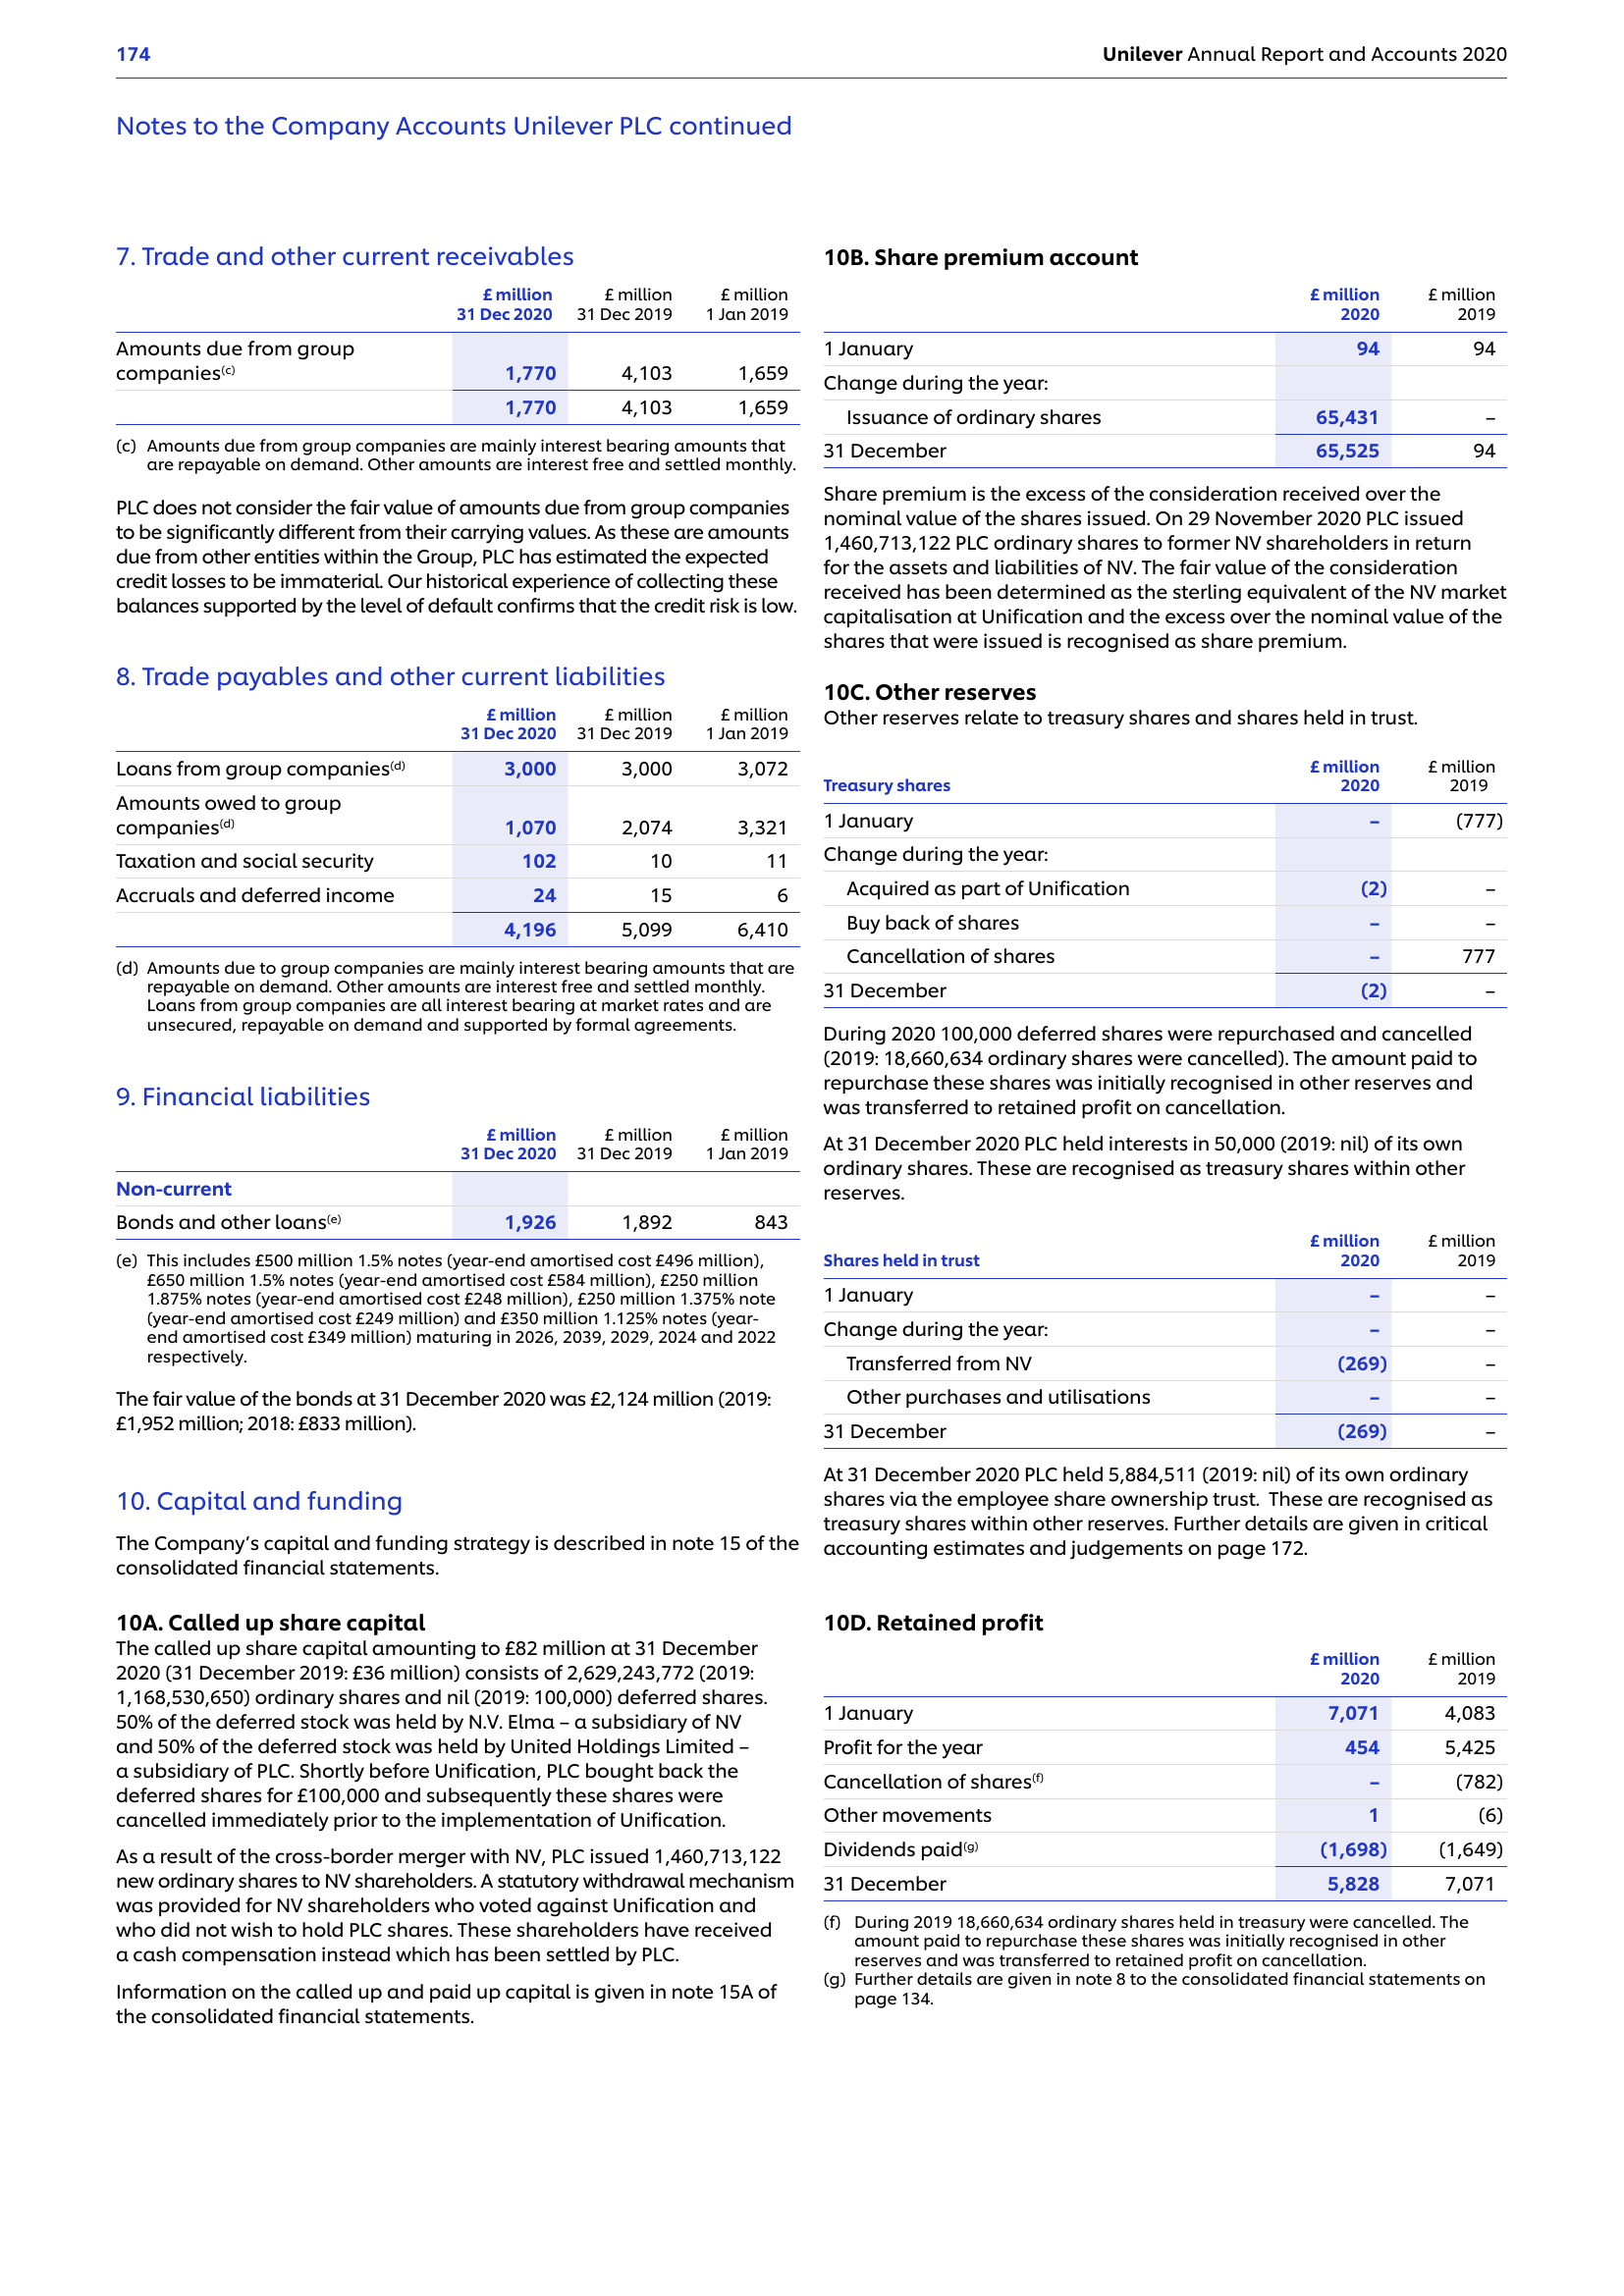 174
Unilever Annual Report and Accounts 2020
Notes to the Company Accounts Unilever PLC continued
7. Trade and other current receivables
£ million £ million £ million
31 Dec 2020 31 Dec 2019 1 Jan 2019
Amounts due from group
companies(c) 1,770 4,103 1,659
1,770 4,103 1,659
(c) Amounts due from group companies are mainly interest bearing amounts that
are repayable on demand. Other amounts are interest free and settled monthly.
PLC does not consider the fair value of amounts due from group companies
to be significantly different from their carrying values. As these are amounts
due from other entities within the Group, PLC has estimated the expected
credit losses to be immaterial. Our historical experience of collecting these
balances supported by the level of default confirms that the credit risk is low.
8. Trade payables and other current liabilities
£ million £ million £ million
31 Dec 2020 31 Dec 2019 1 Jan 2019
Loans from group companies(d) 3,000 3,000 3,072
Amounts owed to group
companies(d) 1,070 2,074 3,321
Taxation and social security 102 10 11
Accruals and deferred income 24 15 6
4,196 5,099 6,410
(d) Amounts due to group companies are mainly interest bearing amounts that are
repayable on demand. Other amounts are interest free and settled monthly.
Loans from group companies are all interest bearing at market rates and are
unsecured, repayable on demand and supported by formal agreements.
9. Financial liabilities
£ million £ million £ million
31 Dec 2020 31 Dec 2019 1 Jan 2019
Non-current
Bonds and other loans(e) 1,926 1,892 843
(e) This includes £500 million 1.5% notes (year-end amortised cost £496 million),
£650 million 1.5% notes (year-end amortised cost £584 million), £250 million
1.875% notes (year-end amortised cost £248 million), £250 million 1.375% note
(year-end amortised cost £249 million) and £350 million 1.125% notes (year-
end amortised cost £349 million) maturing in 2026, 2039, 2029, 2024 and 2022
respectively.
The fair value of the bonds at 31 December 2020 was £2,124 million (2019:
£1,952 million; 2018: £833 million).
10. Capital and funding
The Company's capital and funding strategy is described in note 15 of the
consolidated financial statements.
10A. Called up share capital
The called up share capital amounting to £82 million at 31 December
2020 (31 December 2019: £36 million) consists of 2,629,243,772 (2019:
1,168,530,650) ordinary shares and nil (2019: 100,000) deferred shares.
50% of the deferred stock was held by N.V. Elma – a subsidiary of NV
and 50% of the deferred stock was held by United Holdings Limited –
a subsidiary of PLC. Shortly before Unification, PLC bought back the
deferred shares for £100,000 and subsequently these shares were
cancelled immediately prior to the implementation of Unification.
As a result of the cross-border merger with NV, PLC issued 1,460,713,122
new ordinary shares to NV shareholders. A statutory withdrawal mechanism
was provided for NV shareholders who voted against Unification and
who did not wish to hold PLC shares. These shareholders have received
a cash compensation instead which has been settled by PLC.
Information on the called up and paid up capital is given in note 15A of
the consolidated financial statements.
10B. Share premium account
£ million £ million
2020 2019
1 January 94 94
Change during the year:
Issuance of ordinary shares 65,431 –
31 December 65,525 94
Share premium is the excess of the consideration received over the
nominal value of the shares issued. On 29 November 2020 PLC issued
1,460,713,122 PLC ordinary shares to former NV shareholders in return
for the assets and liabilities of NV. The fair value of the consideration
received has been determined as the sterling equivalent of the NV market
capitalisation at Unification and the excess over the nominal value of the
shares that were issued is recognised as share premium.
10C. Other reserves
Other reserves relate to treasury shares and shares held in trust.
£ million £ million
Treasury shares 2020 2019
1 January – (777)
Change during the year:
Acquired as part of Unification (2) –
Buy back of shares – –
Cancellation of shares – 777
31 December (2) –
During 2020 100,000 deferred shares were repurchased and cancelled
(2019: 18,660,634 ordinary shares were cancelled). The amount paid to
repurchase these shares was initially recognised in other reserves and
was transferred to retained profit on cancellation.
At 31 December 2020 PLC held interests in 50,000 (2019: nil) of its own
ordinary shares. These are recognised as treasury shares within other
reserves.
£ million £ million
Shares held in trust 2020 2019
1 January – –
Change during the year: – –
Transferred from NV (269) –
Other purchases and utilisations – –
31 December (269) –
At 31 December 2020 PLC held 5,884,511 (2019: nil) of its own ordinary
shares via the employee share ownership trust. These are recognised as
treasury shares within other reserves. Further details are given in critical
accounting estimates and judgements on page 172.
10D. Retained profit
£ million £ million
2020 2019
1 January 7,071 4,083
Profit for the year 454 5,425
Cancellation of shares(f) – (782)
Other movements 1 (6)
Dividends paid(g) (1,698) (1,649)
31 December 5,828 7,071
(f) During 2019 18,660,634 ordinary shares held in treasury were cancelled. The
amount paid to repurchase these shares was initially recognised in other
reserves and was transferred to retained profit on cancellation.
(g) Further details are given in note 8 to the consolidated financial statements on
page 134.